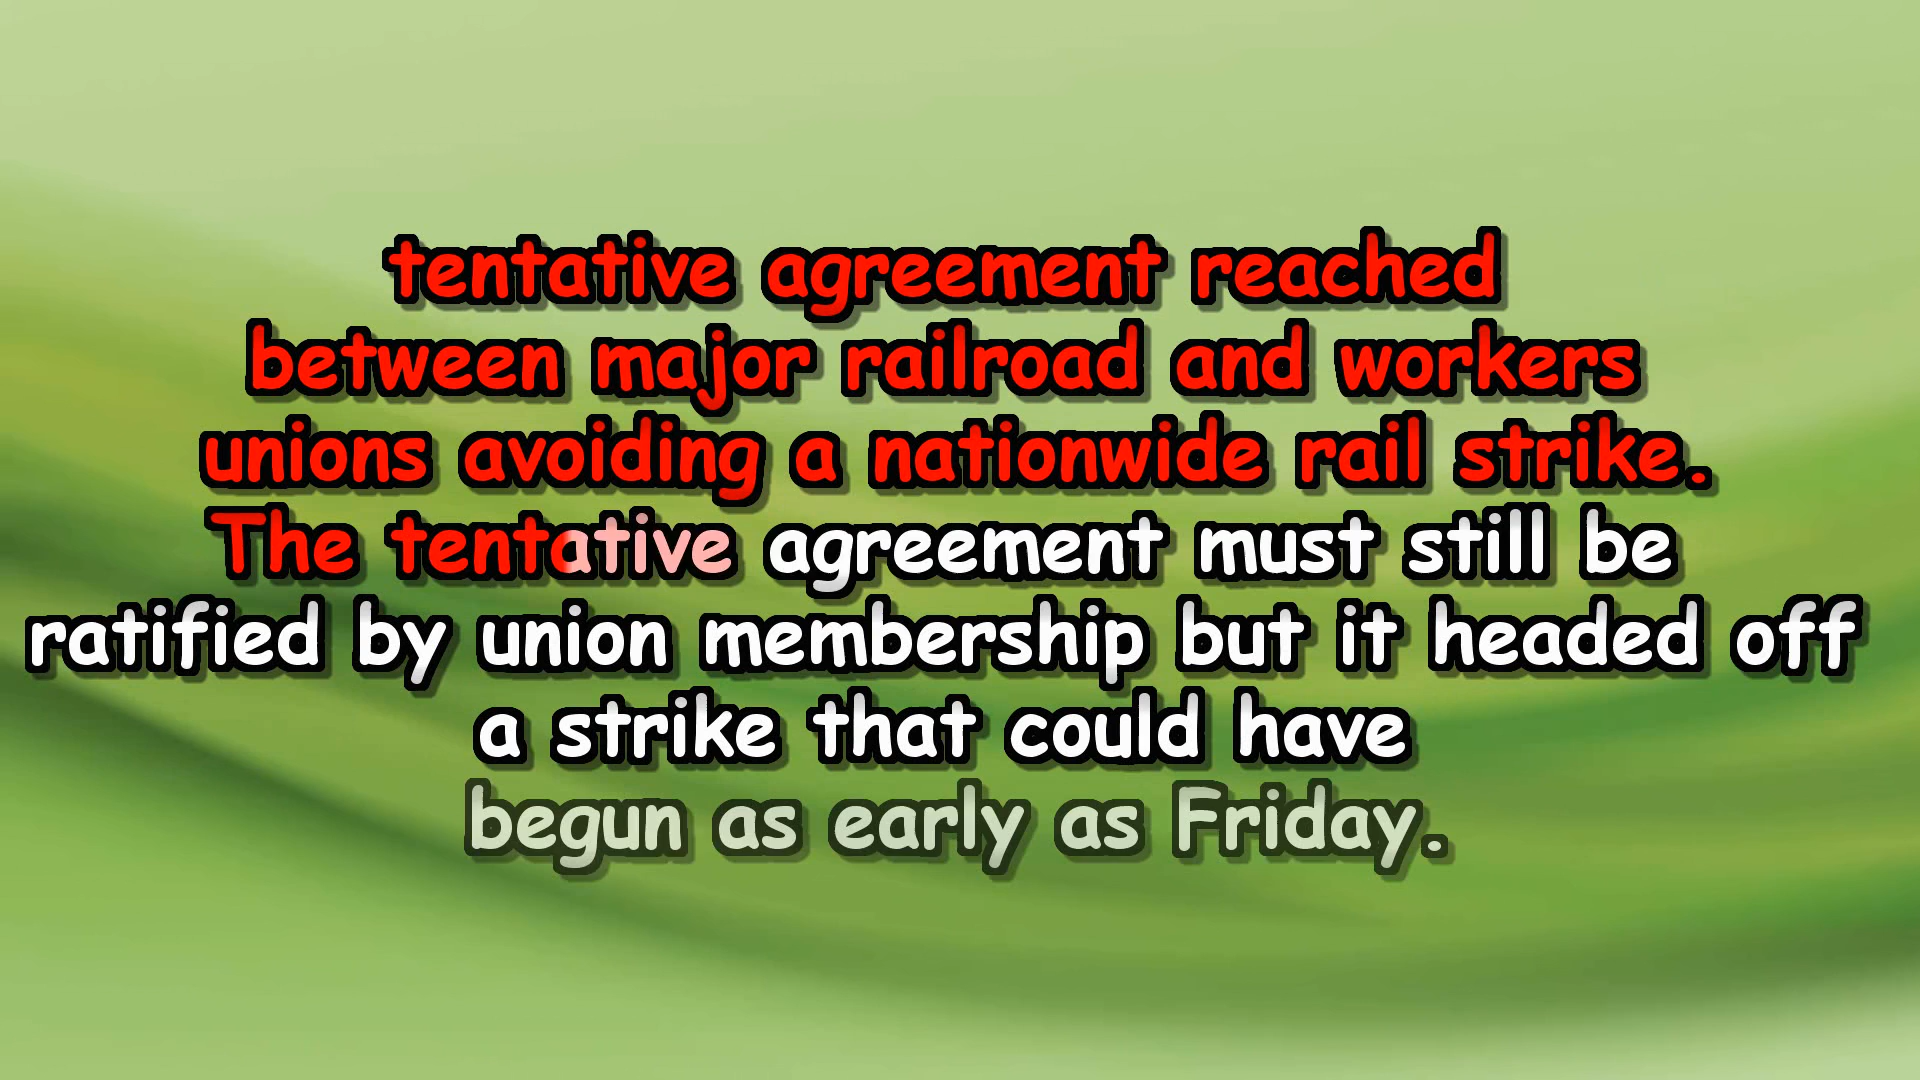 tentative agreement reached
between major railroad and workers
unions avoiding a nationwide rail strike.
The tentative agreement must still be
ratified by union membership but it headed off
a strike that could have
begun as early as Friday.